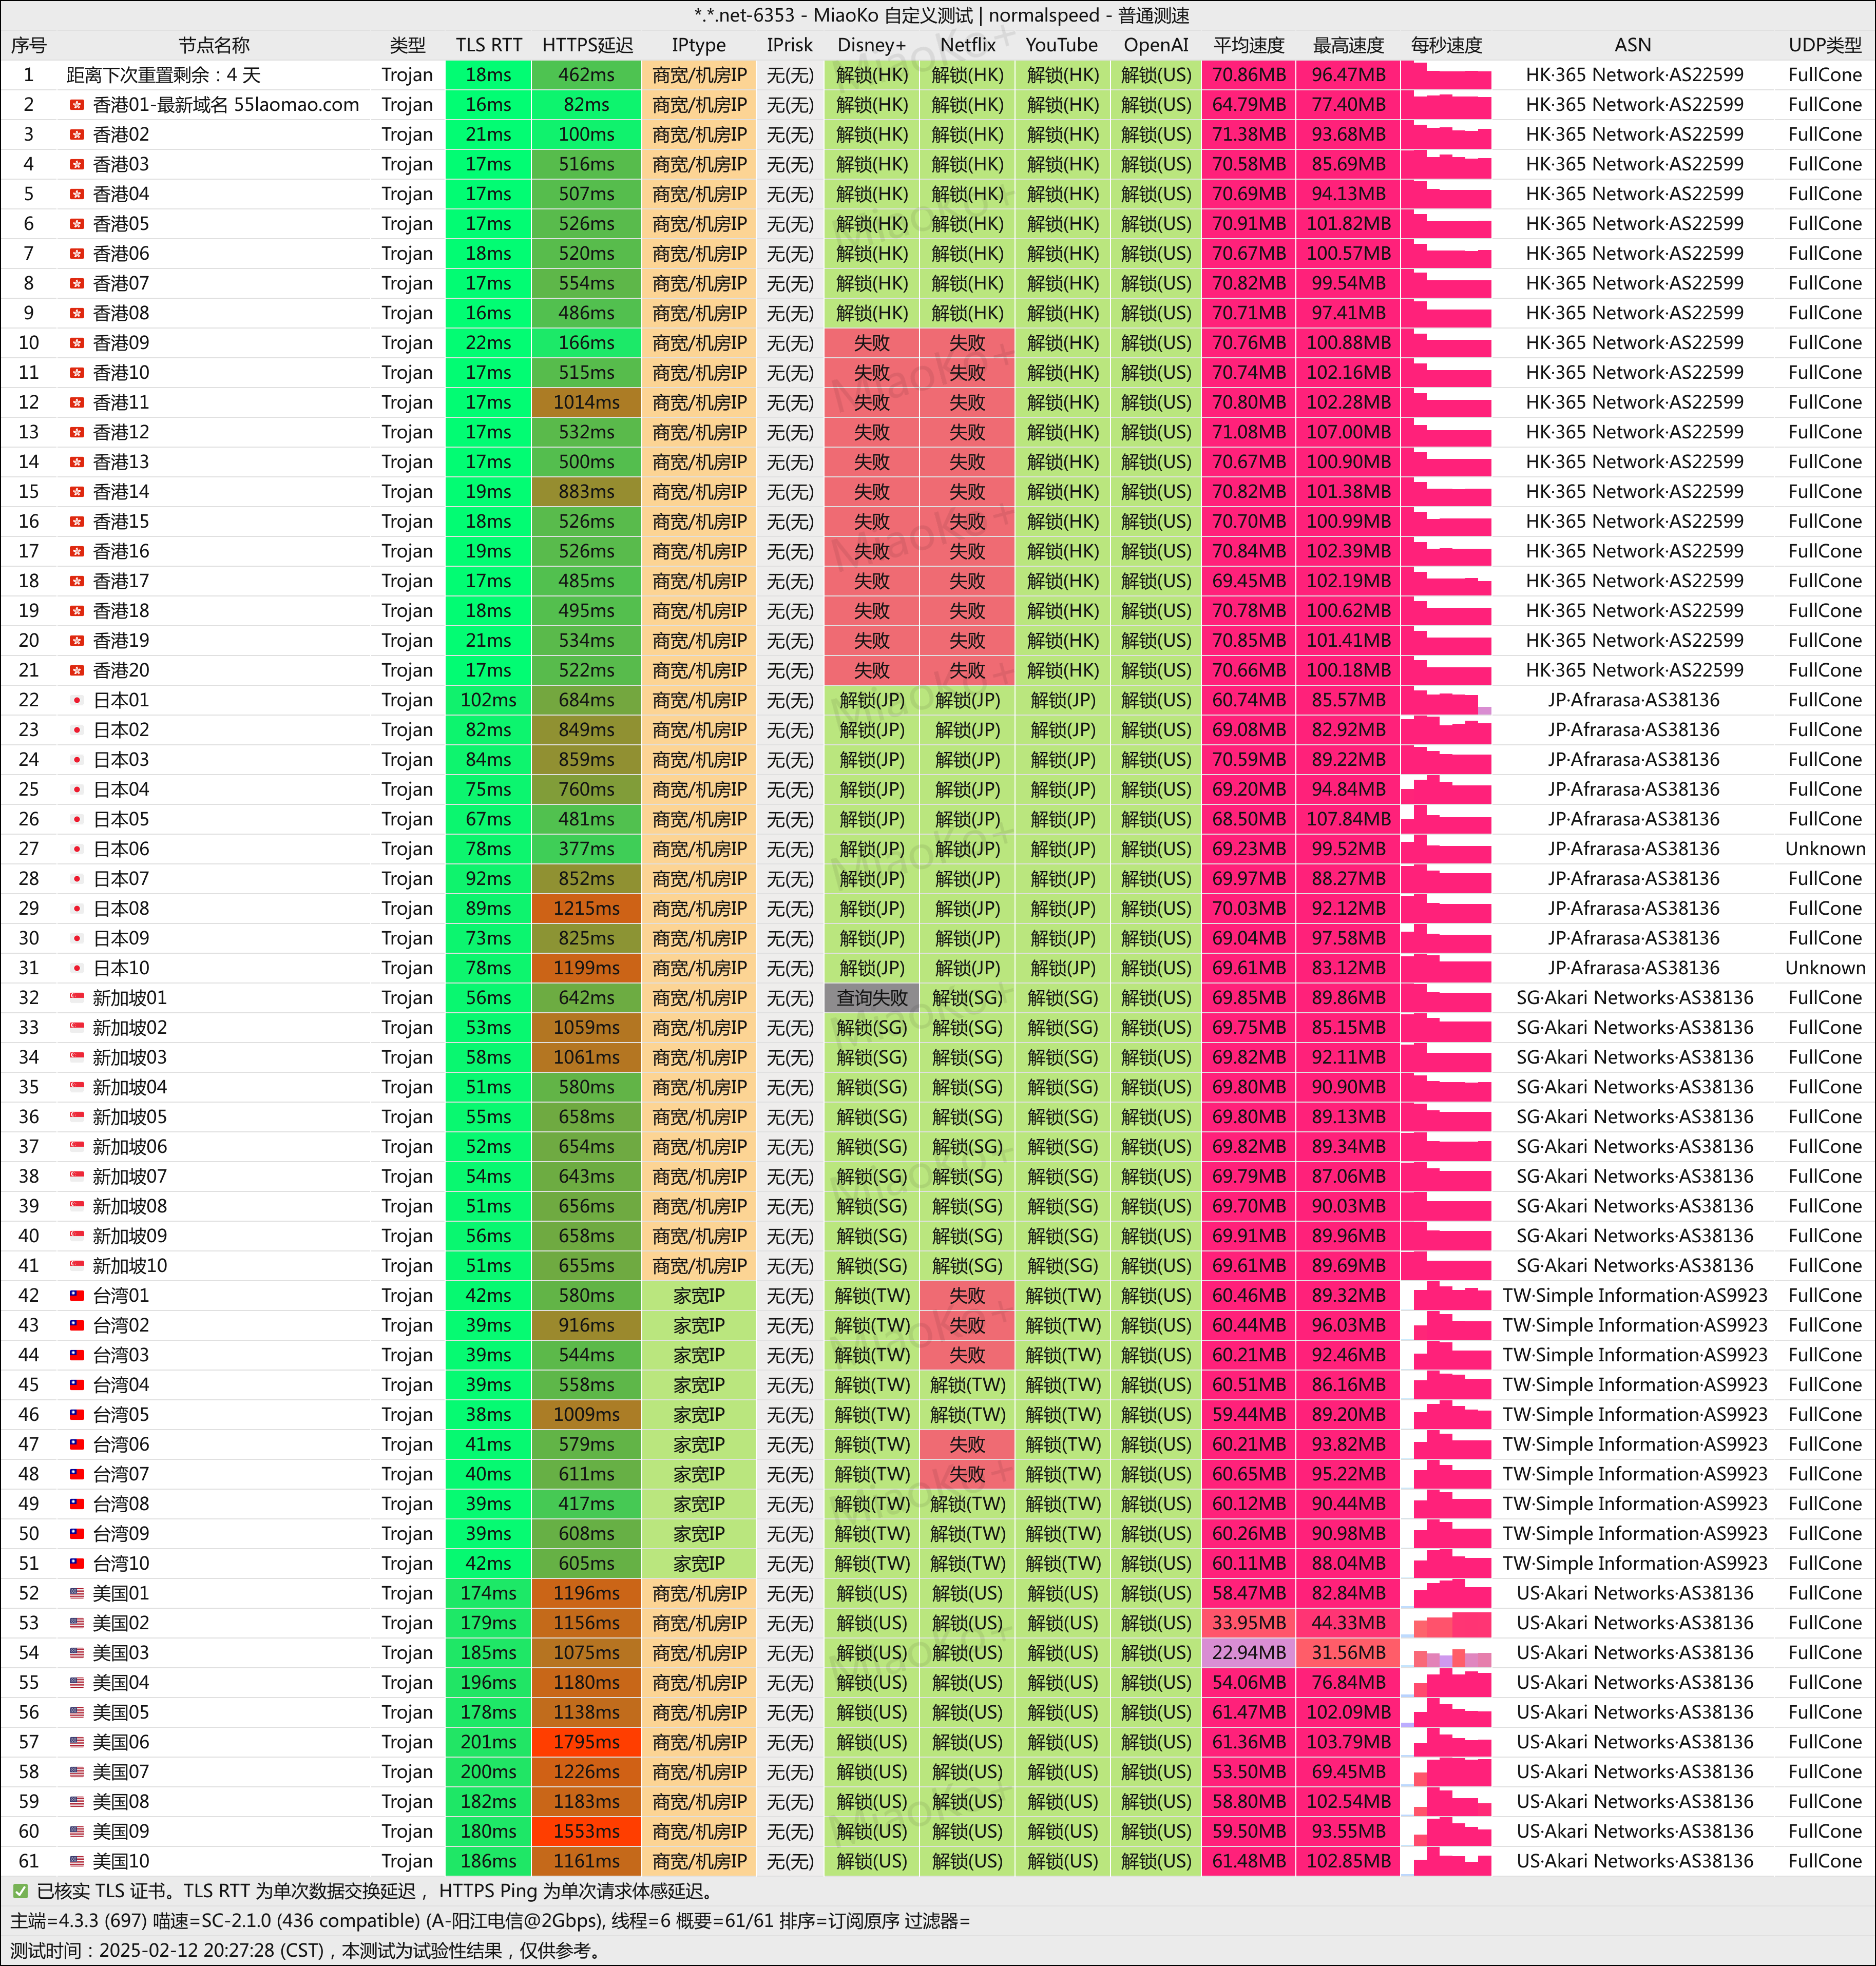 *.*.net-6353 - MiaoKo 自定义测试 | normalspeed - 普通测速
序号 节点名称 类型 TLS RTT HTTPS延迟 IPtype IPrisk Disney+ Netflix YouTube OpenAI 平均速度 最高速度 每秒速度 ASN UDP类型
1 距离下次重置剩余：4 天 Trojan 18ms 462ms 商宽/机房IP 无(无) 解锁(HK) 解锁(HK) 解锁(HK) 解锁(US) 70.86MB 96.47MB HK·365 Network·AS22599 FullCone
2 香港01-最新域名 55laomao.com Trojan 16ms 82ms 商宽/机房IP 无(无) 解锁(HK) 解锁(HK) 解锁(HK) 解锁(US) 64.79MB 77.40MB HK·365 Network·AS22599 FullCone
3 香港02 Trojan 21ms 100ms 商宽/机房IP 无(无) 解锁(HK) 解锁(HK) 解锁(HK) 解锁(US) 71.38MB 93.68MB HK·365 Network·AS22599 FullCone
4 香港03 Trojan 17ms 516ms 商宽/机房IP 无(无) 解锁(HK) 解锁(HK) 解锁(HK) 解锁(US) 70.58MB 85.69MB HK·365 Network·AS22599 FullCone
5 香港04 Trojan 17ms 507ms 商宽/机房IP 无(无) 解锁(HK) 解锁(HK) 解锁(HK) 解锁(US) 70.69MB 94.13MB HK·365 Network·AS22599 FullCone
6 香港05 Trojan 17ms 526ms 商宽/机房IP 无(无) 解锁(HK) 解锁(HK) 解锁(HK) 解锁(US) 70.91MB 101.82MB HK·365 Network·AS22599 FullCone
7 香港06 Trojan 18ms 520ms 商宽/机房IP 无(无) 解锁(HK) 解锁(HK) 解锁(HK) 解锁(US) 70.67MB 100.57MB HK·365 Network·AS22599 FullCone
8 香港07 Trojan 17ms 554ms 商宽/机房IP 无(无) 解锁(HK) 解锁(HK) 解锁(HK) 解锁(US) 70.82MB 99.54MB HK·365 Network·AS22599 FullCone
9 香港08 Trojan 16ms 486ms 商宽/机房IP 无(无) 解锁(HK) 解锁(HK) 解锁(HK) 解锁(US) 70.71MB 97.41MB HK·365 Network·AS22599 FullCone
10 香港09 Trojan 22ms 166ms 商宽/机房IP 无(无) 失败 失败 解锁(HK) 解锁(US) 70.76MB 100.88MB HK·365 Network·AS22599 FullCone
11 香港10 Trojan 17ms 515ms 商宽/机房IP 无(无) 失败 失败 解锁(HK) 解锁(US) 70.74MB 102.16MB HK·365 Network·AS22599 FullCone
12 香港11 Trojan 17ms 1014ms 商宽/机房IP 无(无) 失败 失败 解锁(HK) 解锁(US) 70.80MB 102.28MB HK·365 Network·AS22599 FullCone
13 香港12 Trojan 17ms 532ms 商宽/机房IP 无(无) 失败 失败 解锁(HK) 解锁(US) 71.08MB 107.00MB HK·365 Network·AS22599 FullCone
14 香港13 Trojan 17ms 500ms 商宽/机房IP 无(无) 失败 失败 解锁(HK) 解锁(US) 70.67MB 100.90MB HK·365 Network·AS22599 FullCone
15 香港14 Trojan 19ms 883ms 商宽/机房IP 无(无) 失败 失败 解锁(HK) 解锁(US) 70.82MB 101.38MB HK·365 Network·AS22599 FullCone
16 香港15 Trojan 18ms 526ms 商宽/机房IP 无(无) 失败 失败 解锁(HK) 解锁(US) 70.70MB 100.99MB HK·365 Network·AS22599 FullCone
17 香港16 Trojan 19ms 526ms 商宽/机房IP 无(无) 失败 失败 解锁(HK) 解锁(US) 70.84MB 102.39MB HK·365 Network·AS22599 FullCone
18 香港17 Trojan 17ms 485ms 商宽/机房IP 无(无) 失败 失败 解锁(HK) 解锁(US) 69.45MB 102.19MB HK·365 Network·AS22599 FullCone
19 香港18 Trojan 18ms 495ms 商宽/机房IP 无(无) 失败 失败 解锁(HK) 解锁(US) 70.78MB 100.62MB HK·365 Network·AS22599 FullCone
20 香港19 Trojan 21ms 534ms 商宽/机房IP 无(无) 失败 失败 解锁(HK) 解锁(US) 70.85MB 101.41MB HK·365 Network·AS22599 FullCone
21 香港20 Trojan 17ms 522ms 商宽/机房IP 无(无) 失败 失败 解锁(HK) 解锁(US) 70.66MB 100.18MB HK·365 Network·AS22599 FullCone
22 日本01 Trojan 102ms 684ms 商宽/机房IP 无(无) 解锁(JP) 解锁(JP) 解锁(JP) 解锁(US) 60.74MB 85.57MB JP·Afrarasa·AS38136 FullCone
23 日本02 Trojan 82ms 849ms 商宽/机房IP 无(无) 解锁(JP) 解锁(JP) 解锁(JP) 解锁(US) 69.08MB 82.92MB JP·Afrarasa·AS38136 FullCone
24 日本03 Trojan 84ms 859ms 商宽/机房IP 无(无) 解锁(JP) 解锁(JP) 解锁(JP) 解锁(US) 70.59MB 89.22MB JP·Afrarasa·AS38136 FullCone
25 日本04 Trojan 75ms 760ms 商宽/机房IP 无(无) 解锁(JP) 解锁(JP) 解锁(JP) 解锁(US) 69.20MB 94.84MB JP·Afrarasa·AS38136 FullCone
26 日本05 Trojan 67ms 481ms 商宽/机房IP 无(无) 解锁(JP) 解锁(JP) 解锁(JP) 解锁(US) 68.50MB 107.84MB JP·Afrarasa·AS38136 FullCone
27 日本06 Trojan 78ms 377ms 商宽/机房IP 无(无) 解锁(JP) 解锁(JP) 解锁(JP) 解锁(US) 69.23MB 99.52MB JP·Afrarasa·AS38136 Unknown
28 日本07 Trojan 92ms 852ms 商宽/机房IP 无(无) 解锁(JP) 解锁(JP) 解锁(JP) 解锁(US) 69.97MB 88.27MB JP·Afrarasa·AS38136 FullCone
29 日本08 Trojan 89ms 1215ms 商宽/机房IP 无(无) 解锁(JP) 解锁(JP) 解锁(JP) 解锁(US) 70.03MB 92.12MB JP·Afrarasa·AS38136 FullCone
30 日本09 Trojan 73ms 825ms 商宽/机房IP 无(无) 解锁(JP) 解锁(JP) 解锁(JP) 解锁(US) 69.04MB 97.58MB JP·Afrarasa·AS38136 FullCone
31 日本10 Trojan 78ms 1199ms 商宽/机房IP 无(无) 解锁(JP) 解锁(JP) 解锁(JP) 解锁(US) 69.61MB 83.12MB JP·Afrarasa·AS38136 Unknown
32 新加坡01 Trojan 56ms 642ms 商宽/机房IP 无(无) 查询失败 解锁(SG) 解锁(SG) 解锁(US) 69.85MB 89.86MB SG·Akari Networks·AS38136 FullCone
33 新加坡02 Trojan 53ms 1059ms 商宽/机房IP 无(无) 解锁(SG) 解锁(SG) 解锁(SG) 解锁(US) 69.75MB 85.15MB SG·Akari Networks·AS38136 FullCone
34 新加坡03 Trojan 58ms 1061ms 商宽/机房IP 无(无) 解锁(SG) 解锁(SG) 解锁(SG) 解锁(US) 69.82MB 92.11MB SG·Akari Networks·AS38136 FullCone
35 新加坡04 Trojan 51ms 580ms 商宽/机房IP 无(无) 解锁(SG) 解锁(SG) 解锁(SG) 解锁(US) 69.80MB 90.90MB SG·Akari Networks·AS38136 FullCone
36 新加坡05 Trojan 55ms 658ms 商宽/机房IP 无(无) 解锁(SG) 解锁(SG) 解锁(SG) 解锁(US) 69.80MB 89.13MB SG·Akari Networks·AS38136 FullCone
37 新加坡06 Trojan 52ms 654ms 商宽/机房IP 无(无) 解锁(SG) 解锁(SG) 解锁(SG) 解锁(US) 69.82MB 89.34MB SG·Akari Networks·AS38136 FullCone
38 新加坡07 Trojan 54ms 643ms 商宽/机房IP 无(无) 解锁(SG) 解锁(SG) 解锁(SG) 解锁(US) 69.79MB 87.06MB SG·Akari Networks·AS38136 FullCone
39 新加坡08 Trojan 51ms 656ms 商宽/机房IP 无(无) 解锁(SG) 解锁(SG) 解锁(SG) 解锁(US) 69.70MB 90.03MB SG·Akari Networks·AS38136 FullCone
40 新加坡09 Trojan 56ms 658ms 商宽/机房IP 无(无) 解锁(SG) 解锁(SG) 解锁(SG) 解锁(US) 69.91MB 89.96MB SG·Akari Networks·AS38136 FullCone
41 新加坡10 Trojan 51ms 655ms 商宽/机房IP 无(无) 解锁(SG) 解锁(SG) 解锁(SG) 解锁(US) 69.61MB 89.69MB SG·Akari Networks·AS38136 FullCone
42 台湾01 Trojan 42ms 580ms 家宽IP 无(无) 解锁(TW) 失败 解锁(TW) 解锁(US) 60.46MB 89.32MB TW·Simple Information·AS9923 FullCone
43 台湾02 Trojan 39ms 916ms 家宽IP 无(无) 解锁(TW) 失败 解锁(TW) 解锁(US) 60.44MB 96.03MB TW·Simple Information·AS9923 FullCone
44 台湾03 Trojan 39ms 544ms 家宽IP 无(无) 解锁(TW) 失败 解锁(TW) 解锁(US) 60.21MB 92.46MB TW·Simple Information·AS9923 FullCone
45 台湾04 Trojan 39ms 558ms 家宽IP 无(无) 解锁(TW) 解锁(TW) 解锁(TW) 解锁(US) 60.51MB 86.16MB TW·Simple Information·AS9923 FullCone
46 台湾05 Trojan 38ms 1009ms 家宽IP 无(无) 解锁(TW) 解锁(TW) 解锁(TW) 解锁(US) 59.44MB 89.20MB TW·Simple Information·AS9923 FullCone
47 台湾06 Trojan 41ms 579ms 家宽IP 无(无) 解锁(TW) 失败 解锁(TW) 解锁(US) 60.21MB 93.82MB TW·Simple Information·AS9923 FullCone
48 台湾07 Trojan 40ms 611ms 家宽IP 无(无) 解锁(TW) 失败 解锁(TW) 解锁(US) 60.65MB 95.22MB TW·Simple Information·AS9923 FullCone
49 台湾08 Trojan 39ms 417ms 家宽IP 无(无) 解锁(TW) 解锁(TW) 解锁(TW) 解锁(US) 60.12MB 90.44MB TW·Simple Information·AS9923 FullCone
50 台湾09 Trojan 39ms 608ms 家宽IP 无(无) 解锁(TW) 解锁(TW) 解锁(TW) 解锁(US) 60.26MB 90.98MB TW·Simple Information·AS9923 FullCone
51 台湾10 Trojan 42ms 605ms 家宽IP 无(无) 解锁(TW) 解锁(TW) 解锁(TW) 解锁(US) 60.11MB 88.04MB TW·Simple Information·AS9923 FullCone
52 美国01 Trojan 174ms 1196ms 商宽/机房IP 无(无) 解锁(US) 解锁(US) 解锁(US) 解锁(US) 58.47MB 82.84MB US·Akari Networks·AS38136 FullCone
53 美国02 Trojan 179ms 1156ms 商宽/机房IP 无(无) 解锁(US) 解锁(US) 解锁(US) 解锁(US) 33.95MB 44.33MB US·Akari Networks·AS38136 FullCone
54 美国03 Trojan 185ms 1075ms 商宽/机房IP 无(无) 解锁(US) 解锁(US) 解锁(US) 解锁(US) 22.94MB 31.56MB US·Akari Networks·AS38136 FullCone
55 美国04 Trojan 196ms 1180ms 商宽/机房IP 无(无) 解锁(US) 解锁(US) 解锁(US) 解锁(US) 54.06MB 76.84MB US·Akari Networks·AS38136 FullCone
56 美国05 Trojan 178ms 1138ms 商宽/机房IP 无(无) 解锁(US) 解锁(US) 解锁(US) 解锁(US) 61.47MB 102.09MB US·Akari Networks·AS38136 FullCone
57 美国06 Trojan 201ms 1795ms 商宽/机房IP 无(无) 解锁(US) 解锁(US) 解锁(US) 解锁(US) 61.36MB 103.79MB US·Akari Networks·AS38136 FullCone
58 美国07 Trojan 200ms 1226ms 商宽/机房IP 无(无) 解锁(US) 解锁(US) 解锁(US) 解锁(US) 53.50MB 69.45MB US·Akari Networks·AS38136 FullCone
59 美国08 Trojan 182ms 1183ms 商宽/机房IP 无(无) 解锁(US) 解锁(US) 解锁(US) 解锁(US) 58.80MB 102.54MB US·Akari Networks·AS38136 FullCone
60 美国09 Trojan 180ms 1553ms 商宽/机房IP 无(无) 解锁(US) 解锁(US) 解锁(US) 解锁(US) 59.50MB 93.55MB US·Akari Networks·AS38136 FullCone
61 美国10 Trojan 186ms 1161ms 商宽/机房IP 无(无) 解锁(US) 解锁(US) 解锁(US) 解锁(US) 61.48MB 102.85MB US·Akari Networks·AS38136 FullCone
✅ 已核实 TLS 证书。TLS RTT 为单次数据交换延迟， HTTPS Ping 为单次请求体感延迟。
主端=4.3.3 (697) 喵速=SC-2.1.0 (436 compatible) (A-阳江电信@2Gbps), 线程=6 概要=61/61 排序=订阅原序 过滤器=
测试时间：2025-02-12 20:27:28 (CST)，本测试为试验性结果，仅供参考。